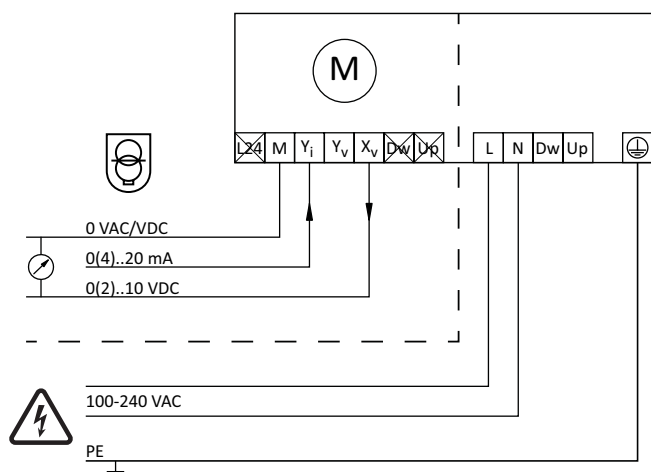 M
L24 M Yi Yv Xv Dw Up L N Dw Up
0 VAC/VDC
0(4)..20 mA
0(2)..10 VDC
100-240 VAC
PE